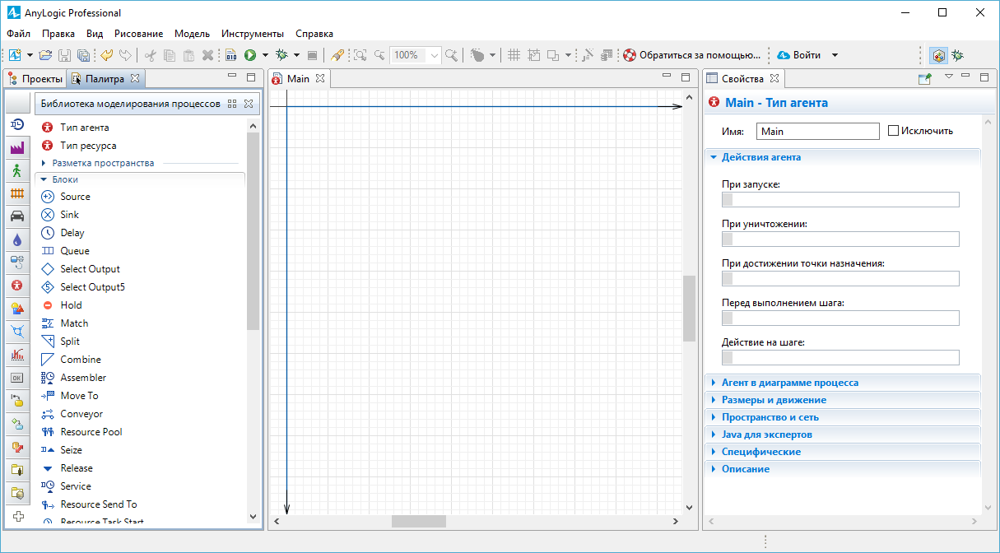 AnyLogic Professional
Файл Правка Вид Рисование Модель Инструменты Справка
100% Обратиться за помощью... Войти
Проекты Палитра
Библиотека моделирования процессов
Тип агента
Тип ресурса
Разметка пространства
Блоки
Source
Sink
Delay
Queue
Select Output
Select Output5
Hold
Match
Split
Combine
Assembler
Move To
Conveyor
Resource Pool
Seize
Release
Service
Resource Send To
Resource Task Start
OK
Main
Свойства
Main - Тип агента
Имя: Main Исключить
Действия агента
При запуске:
При уничтожении:
При достижении точки назначения:
Перед выполнением шага:
Действие на шаге:
Агент в диаграмме процесса
Размеры и движение
Пространство и сеть
Java для экспертов
Специфические
Описание